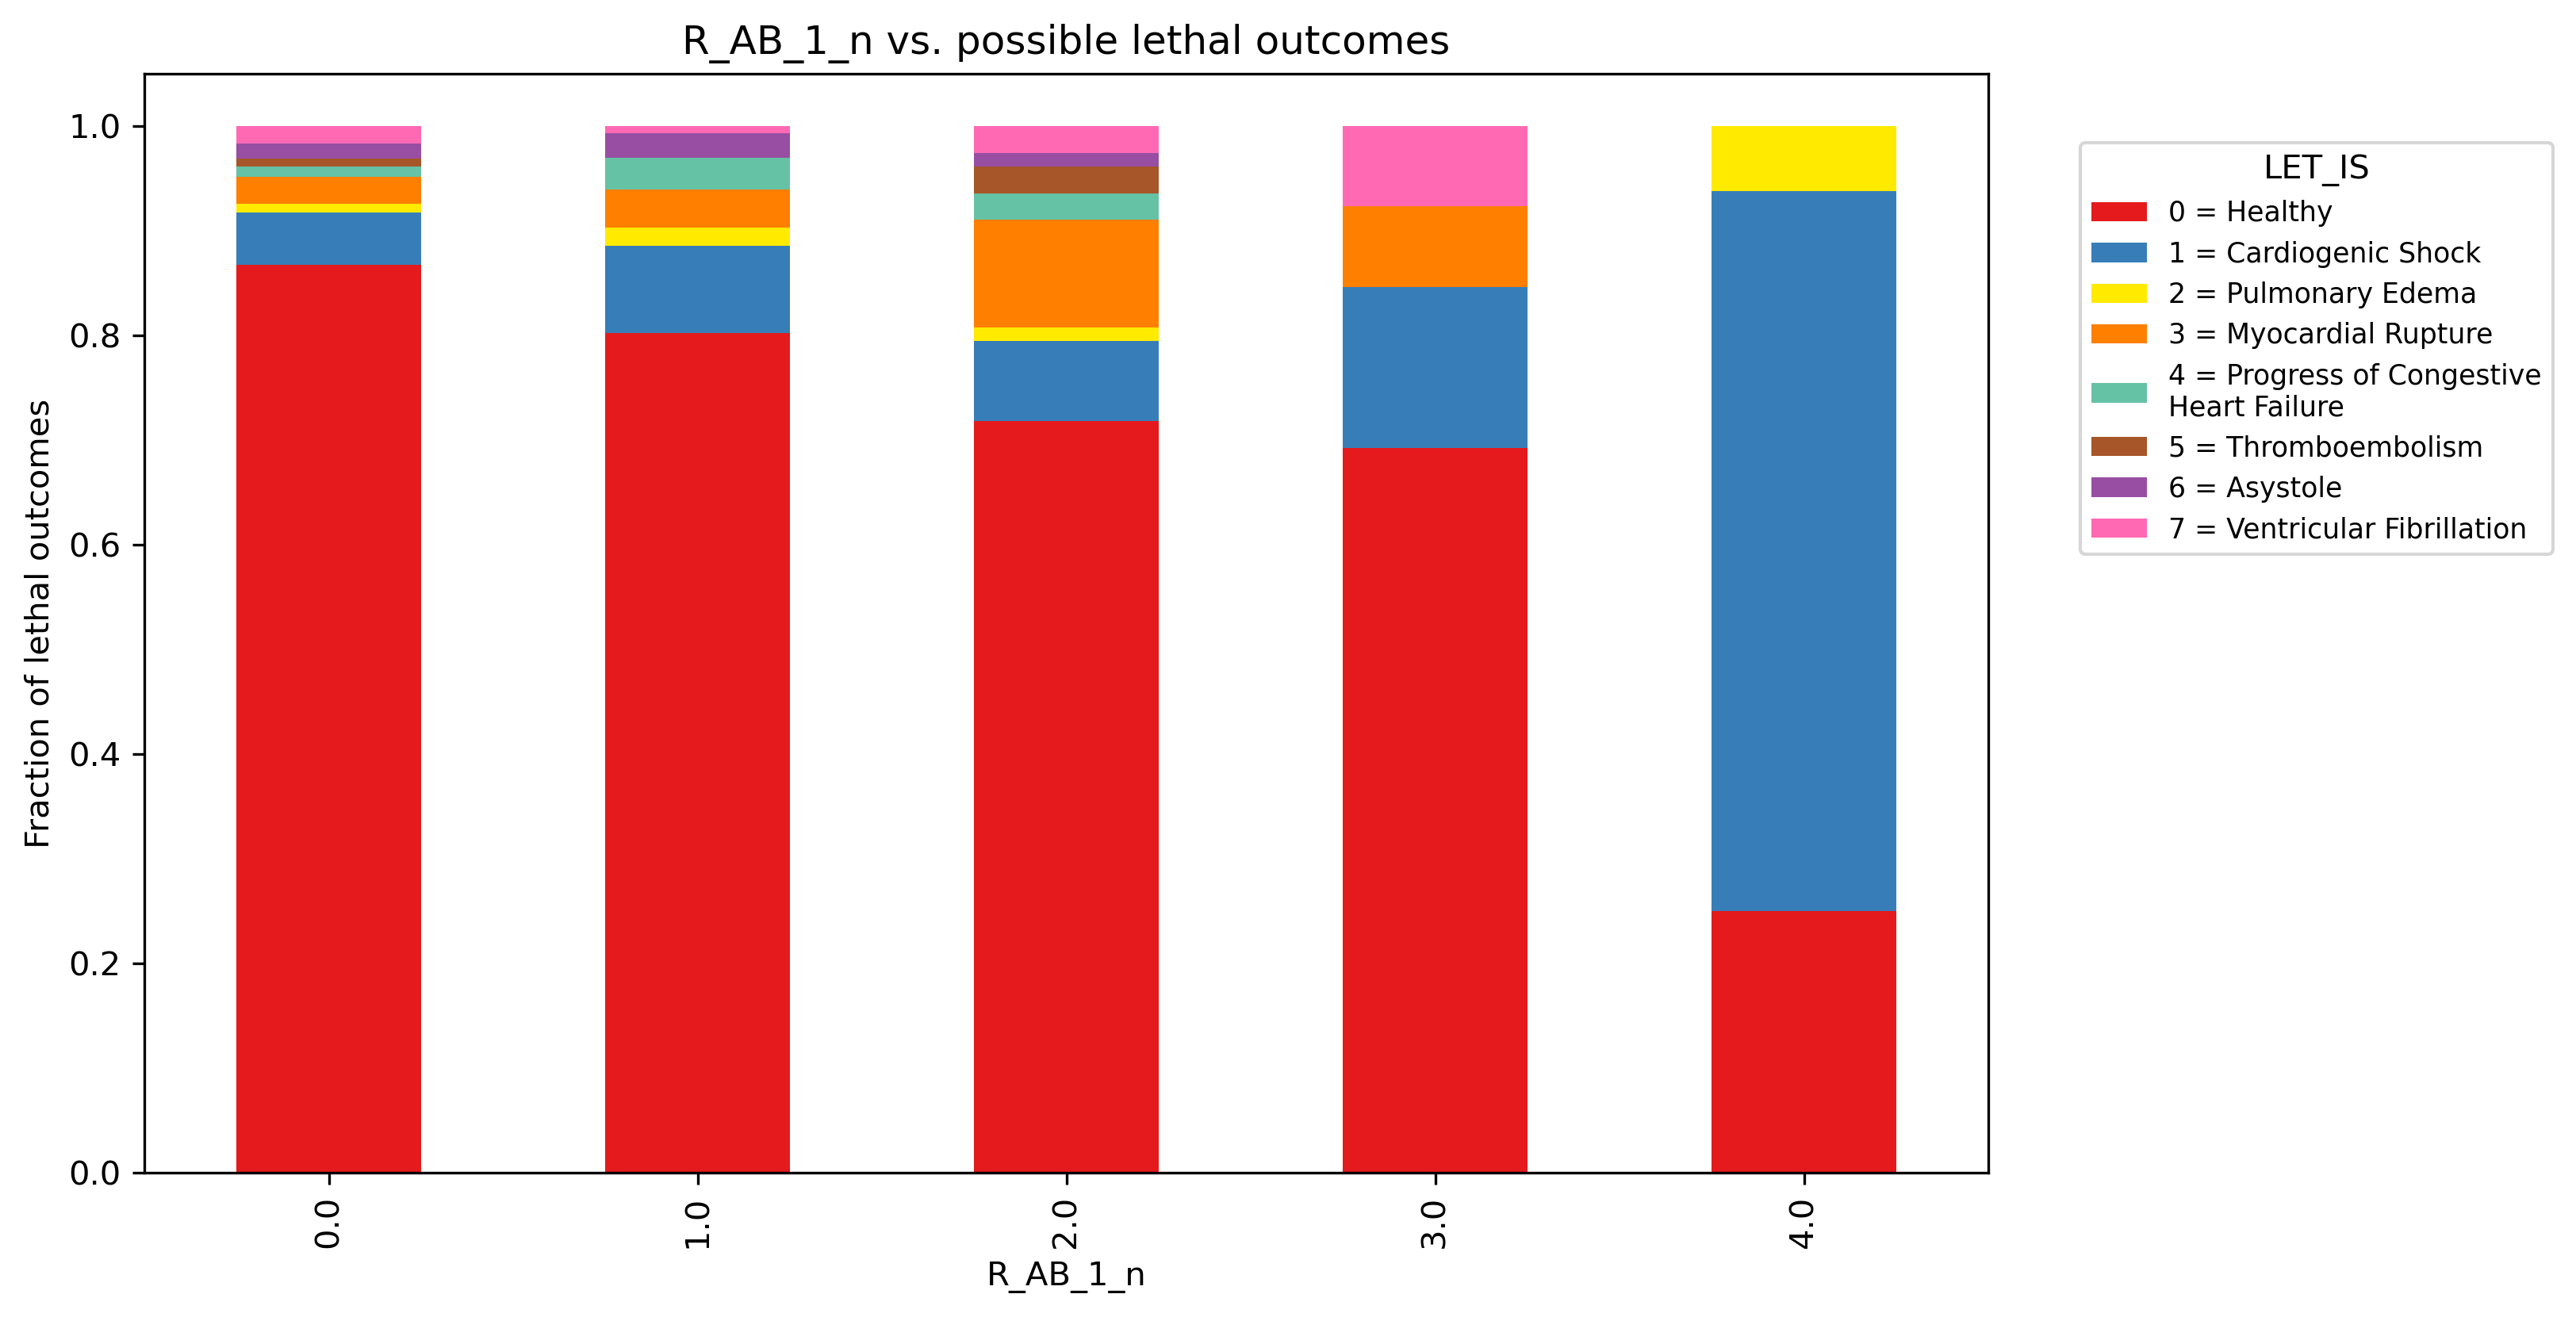 R_AB_1_n vs. possible lethal outcomes
Fraction of lethal outcomes
1.0
0.8
0.6
0.4
0.2
0.0
0.0
1.0
2.0
3.0
4.0
R_AB_1_n
LET_IS
0 = Healthy
1 = Cardiogenic Shock
2 = Pulmonary Edema
3 = Myocardial Rupture
4 = Progress of Congestive
Heart Failure
5 = Thromboembolism
6 = Asystole
7 = Ventricular Fibrillation